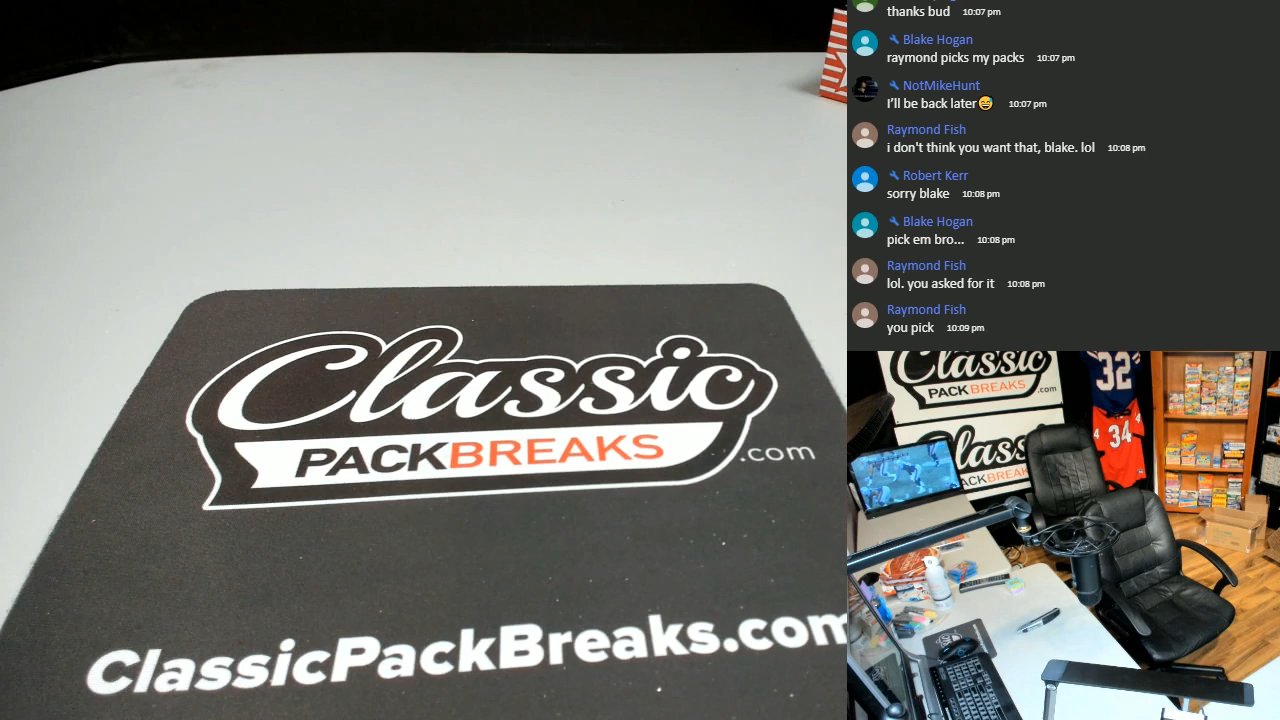 Classic
PACKBREAKS
.com
ClassicPackBreaks.com
thanks bud 10:07 pm
Blake Hogan
raymond picks my packs 10:07 pm
NotMikeHunt
I'll be back later😅 10:07 pm
Raymond Fish
i don't think you want that, blake. lol 10:08 pm
Robert Kerr
sorry blake 10:08 pm
Blake Hogan
pick em bro... 10:08 pm
Raymond Fish
lol. you asked for it 10:08 pm
Raymond Fish
you pick 10:09 pm
Classic
PACKBREAKS.com
32
34